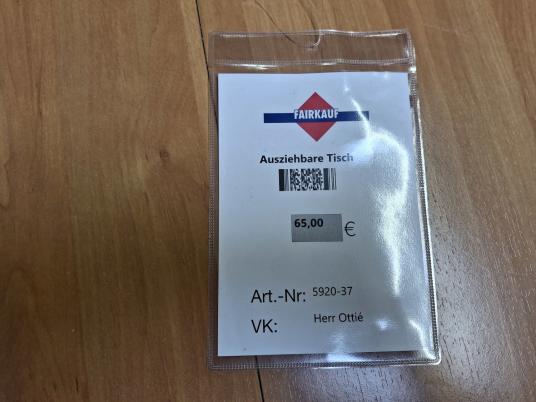 FAIRKAUF
Ausziehbare Tisch
65,00 €
Art.-Nr: 5920-37
VK: Herr Ottié